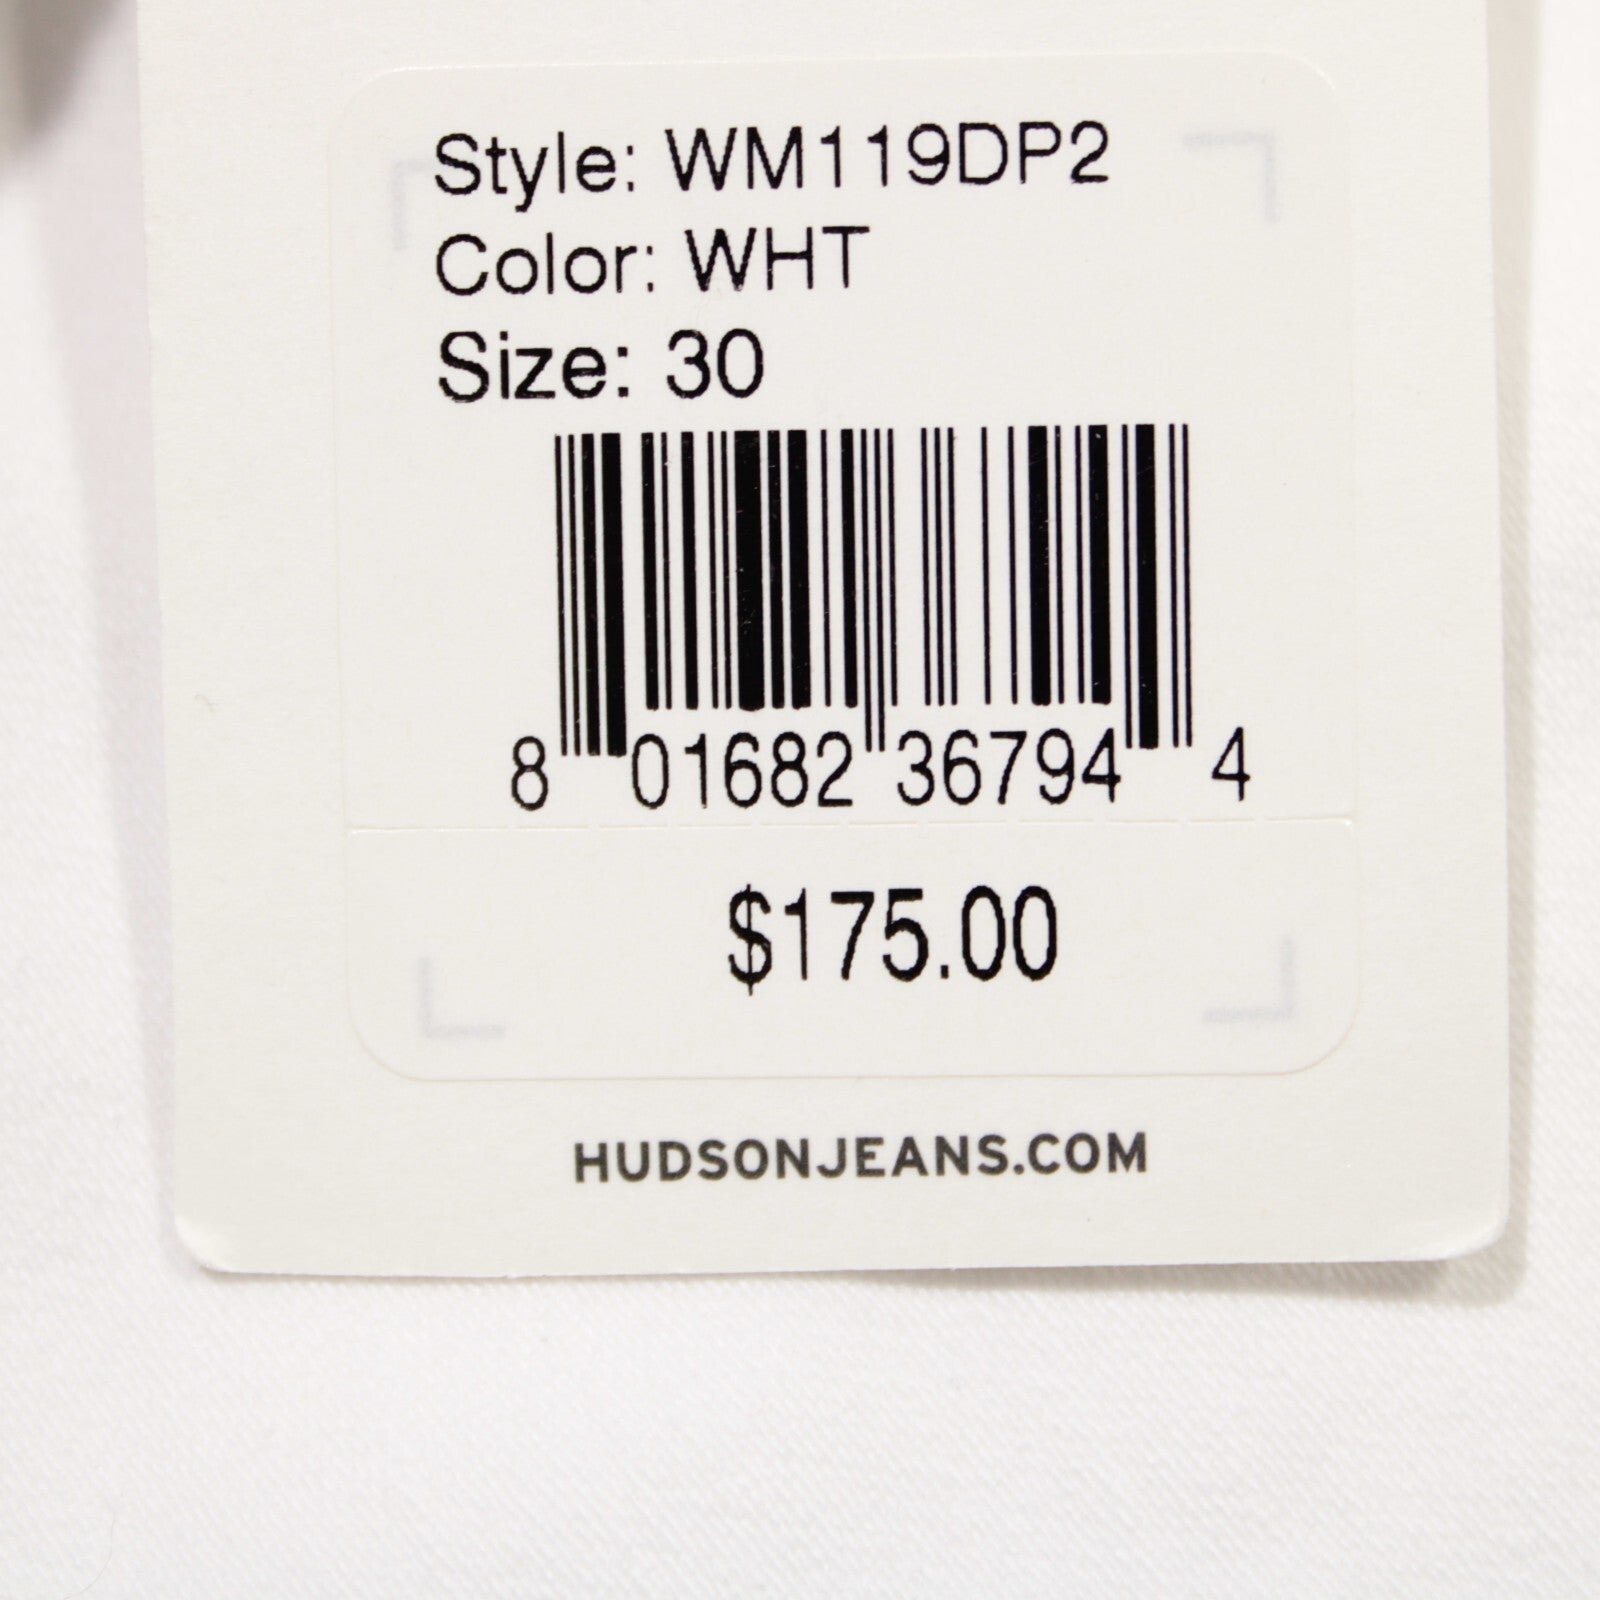 Style: WM119DP2
Color: WHT
Size: 30
8 01682 36794 4
$175.00
HUDSONJEANS.COM